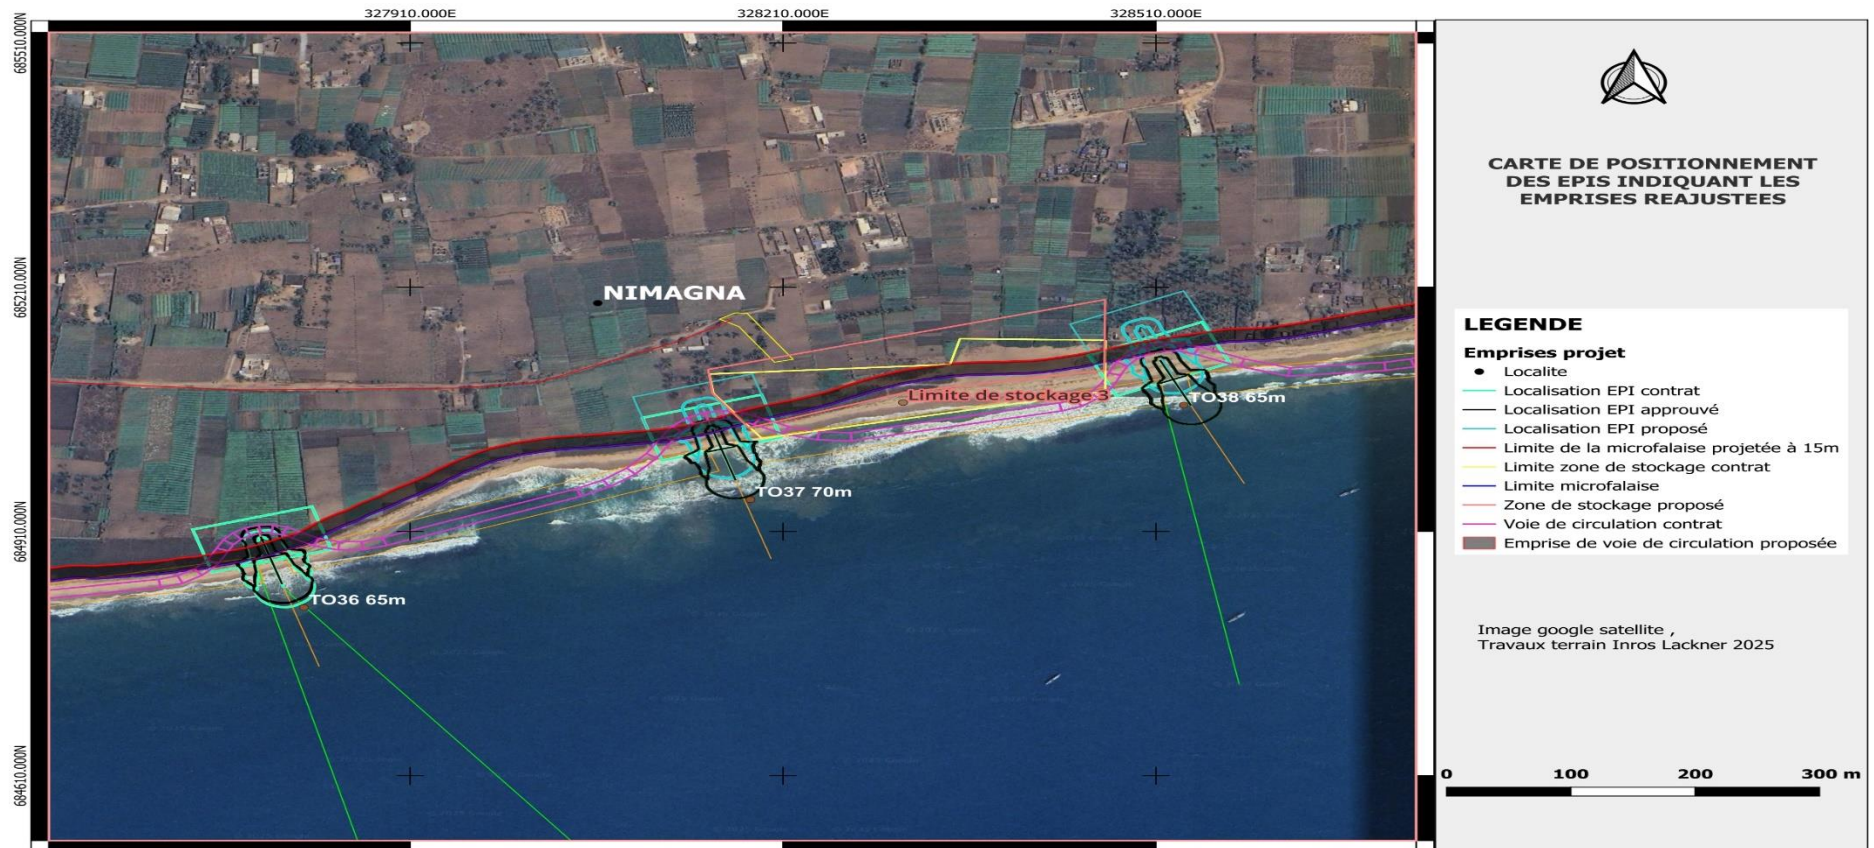 327910.000E 328210.000E 328510.000E
685510.000N
685210.000N
684910.000N
684610.000N
NIMAGNA
Limite de stockage 3
TO38 65m
TO37 70m
TO36 65m
CARTE DE POSITIONNEMENT
DES EPIS INDIQUANT LES
EMPRISES REAJUSTEES
LEGENDE
Emprises projet
Localite
Localisation EPI contrat
Localisation EPI approuvé
Localisation EPI proposé
Limite de la microfalaise projetée à 15m
Limite zone de stockage contrat
Limite microfalaise
Zone de stockage proposé
Voie de circulation contrat
Emprise de voie de circulation proposée
Image google satellite ,
Travaux terrain Inros Lackner 2025
0 100 200 300 m